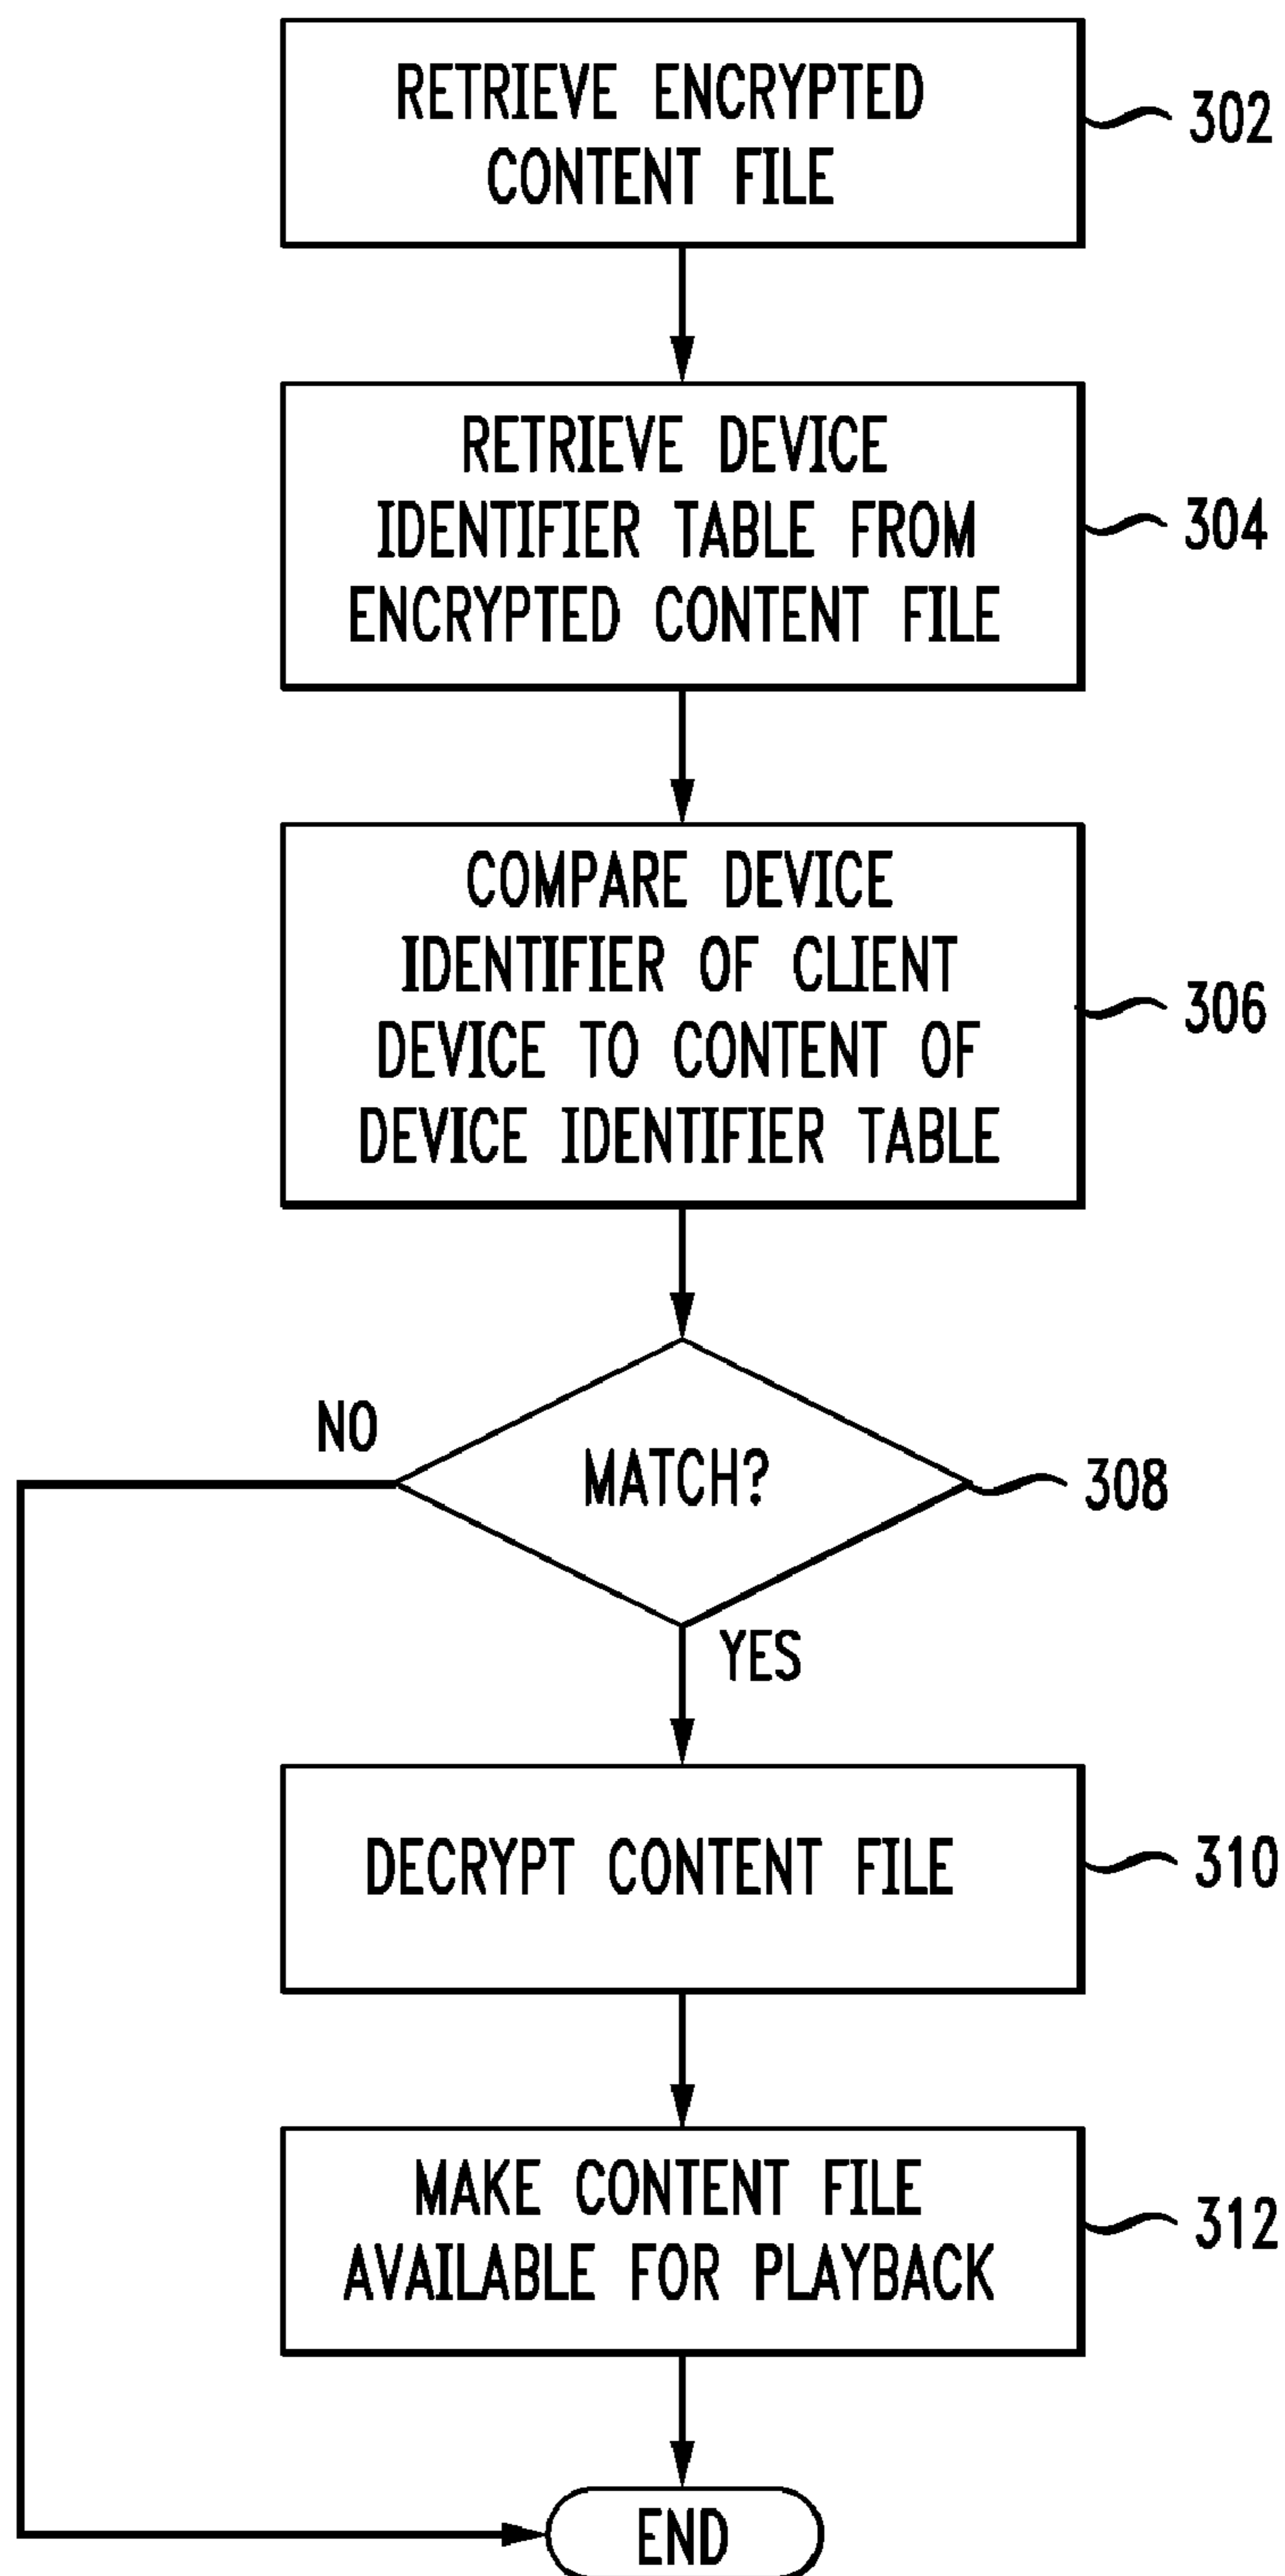 RETRIEVE ENCRYPTED
CONTENT FILE
302
RETRIEVE DEVICE
IDENTIFIER TABLE FROM
ENCRYPTED CONTENT FILE
304
COMPARE DEVICE
IDENTIFIER OF CLIENT
DEVICE TO CONTENT OF
DEVICE IDENTIFIER TABLE
306
NO
MATCH?
308
YES
DECRYPT CONTENT FILE
310
MAKE CONTENT FILE
AVAILABLE FOR PLAYBACK
312
END